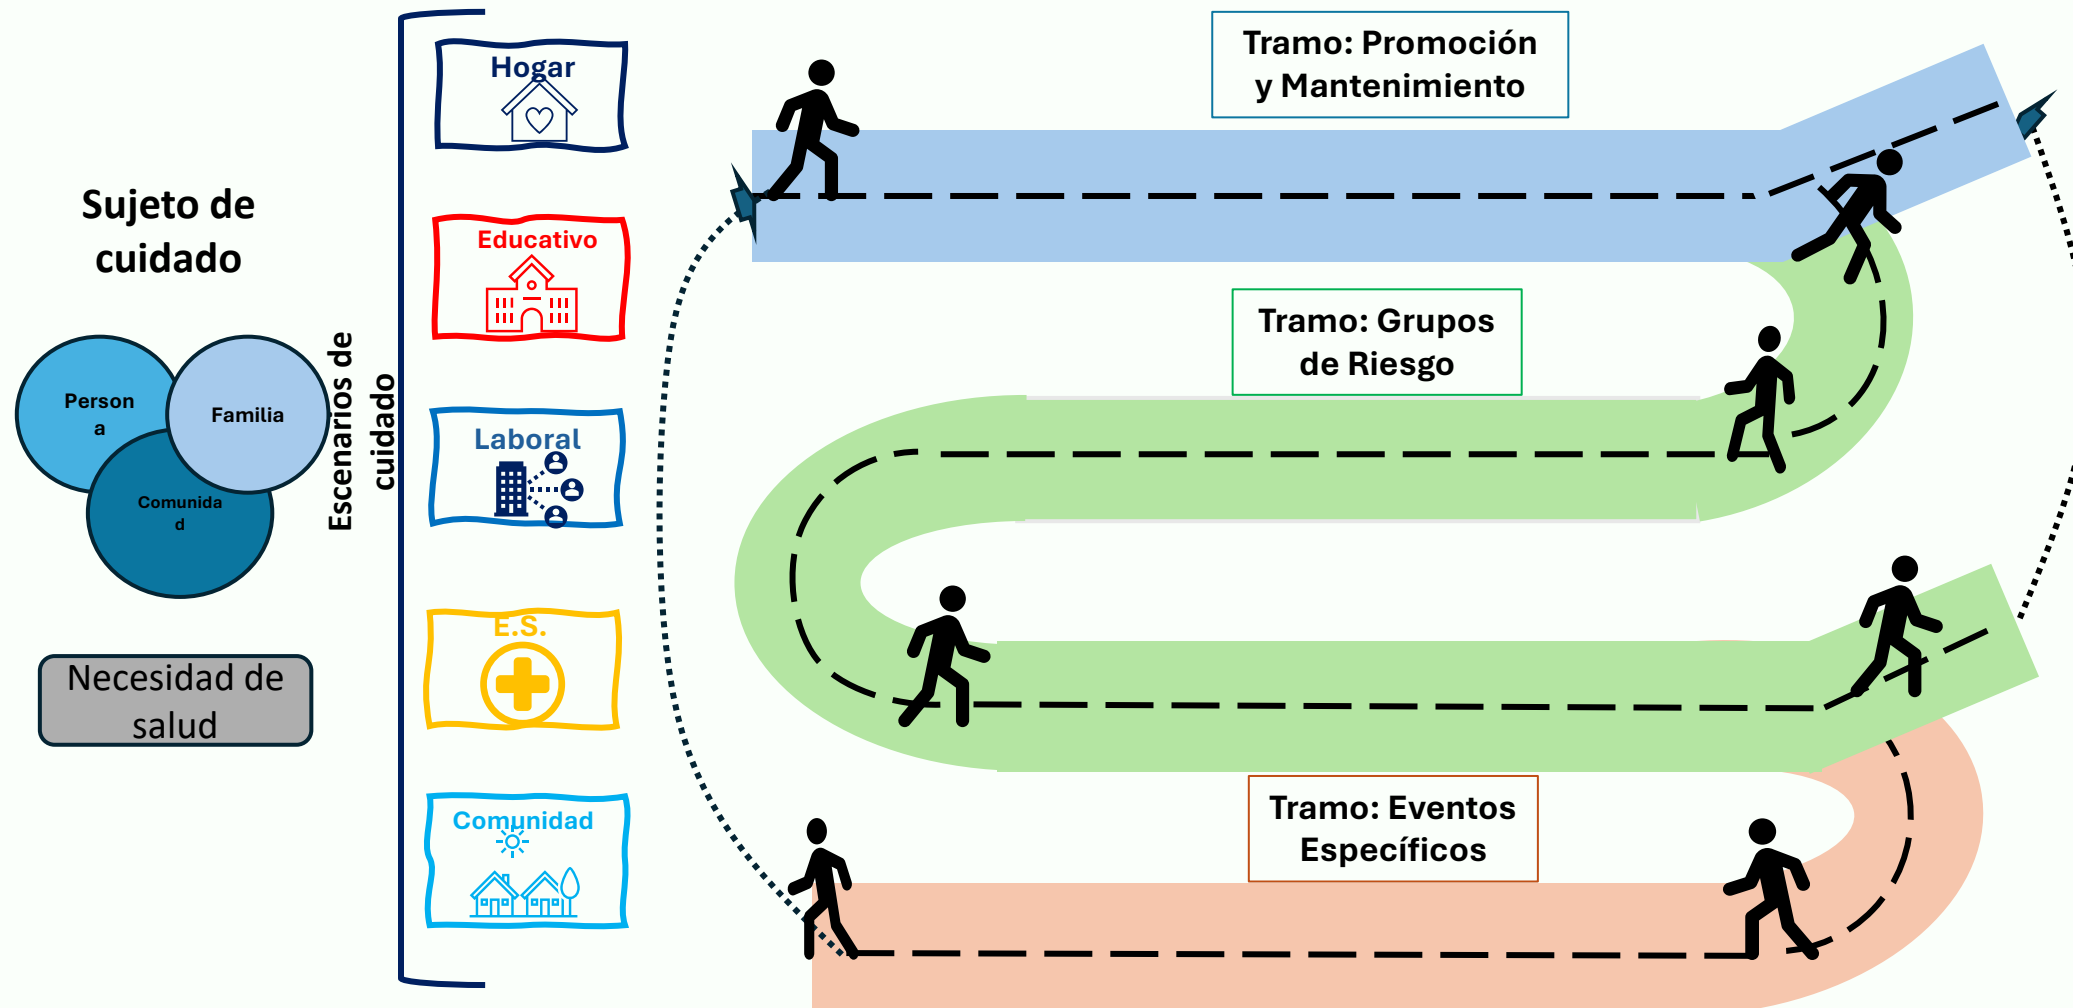 Sujeto de
cuidado
Person
a
Familia
Comunida
d
Necesidad de
salud
Escenarios de
cuidado
Hogar
Educativo
Laboral
E.S.
Comunidad
Tramo: Promoción
y Mantenimiento
Tramo: Grupos
de Riesgo
Tramo: Eventos
Específicos